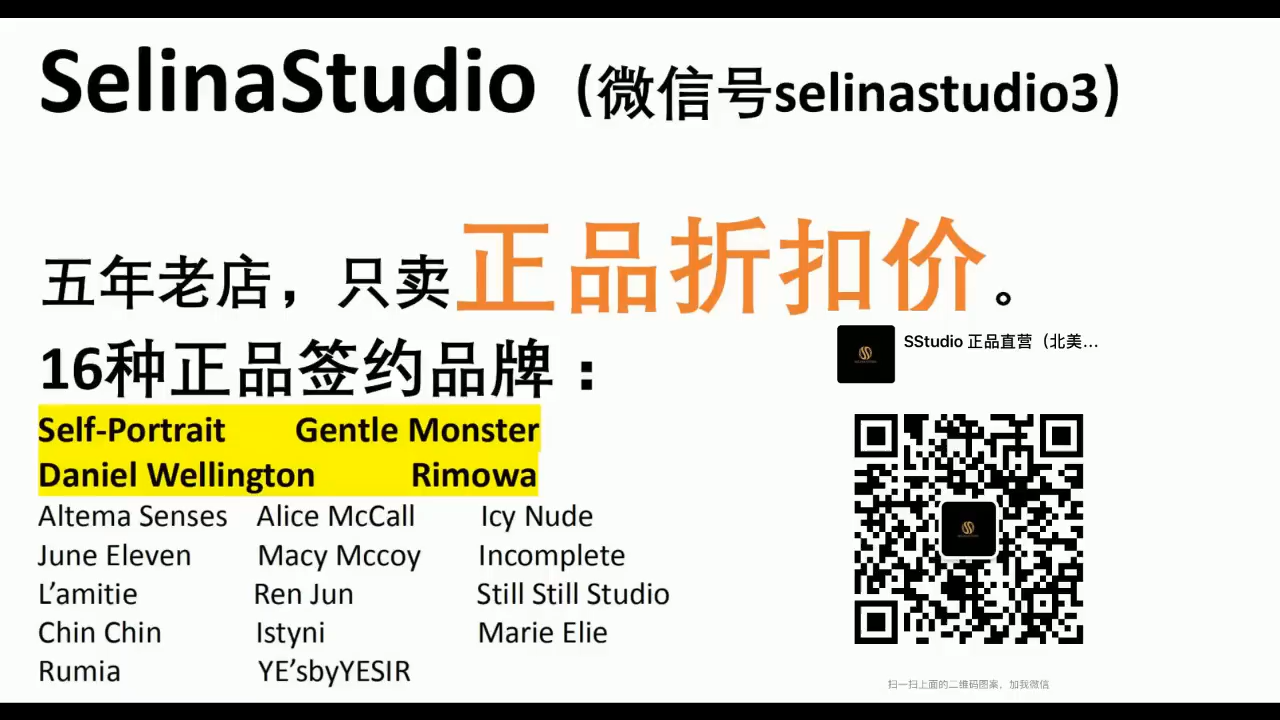 SelinaStudio（微信号selinastudio3）
五年老店，只卖正品折扣价。
16种正品签约品牌：
SStudio 正品直营（北美...
Self-Portrait Gentle Monster
Daniel Wellington Rimowa
Altema Senses Alice McCall Icy Nude
June Eleven Macy Mccoy Incomplete
L’amitie Ren Jun Still Still Studio
Chin Chin Istyni Marie Elie
Rumia YE’sbyYESIR
扫一扫上面的二维码图案，加我微信